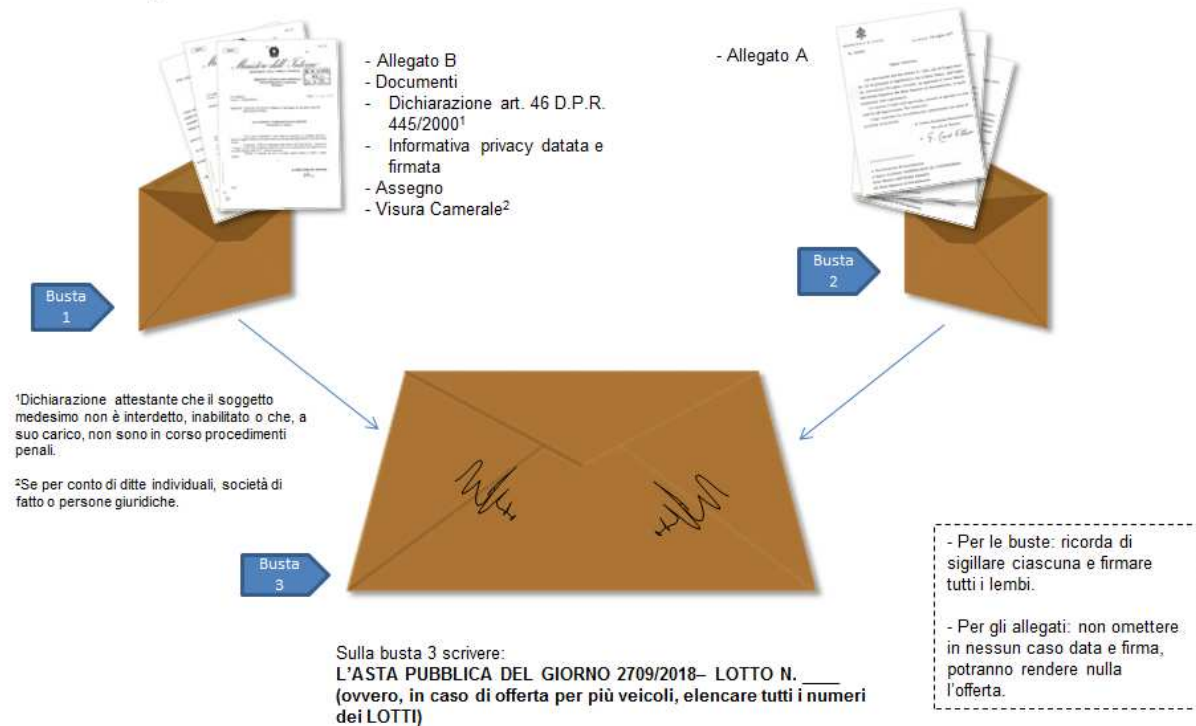 - Allegato B
- Documenti
- Dichiarazione art. 46 D.P.R.
445/2000¹
- Informativa privacy datata e
firmata
- Assegno
- Visura Camerale²
- Allegato A
Busta
1
Busta
2
¹Dichiarazione attestante che il soggetto
medesimo non è interdetto, inabilitato o che, a
suo carico, non sono in corso procedimenti
penali.
²Se per conto di ditte individuali, società di
fatto o persone giuridiche.
Busta
3
- Per le buste: ricorda di
sigillare ciascuna e firmare
tutti i lembi.
- Per gli allegati: non omettere
in nessun caso data e firma,
potranno rendere nulla
l'offerta.
Sulla busta 3 scrivere:
L'ASTA PUBBLICA DEL GIORNO 2709/2018– LOTTO N. ____
(ovvero, in caso di offerta per più veicoli, elencare tutti i numeri
dei LOTTI)